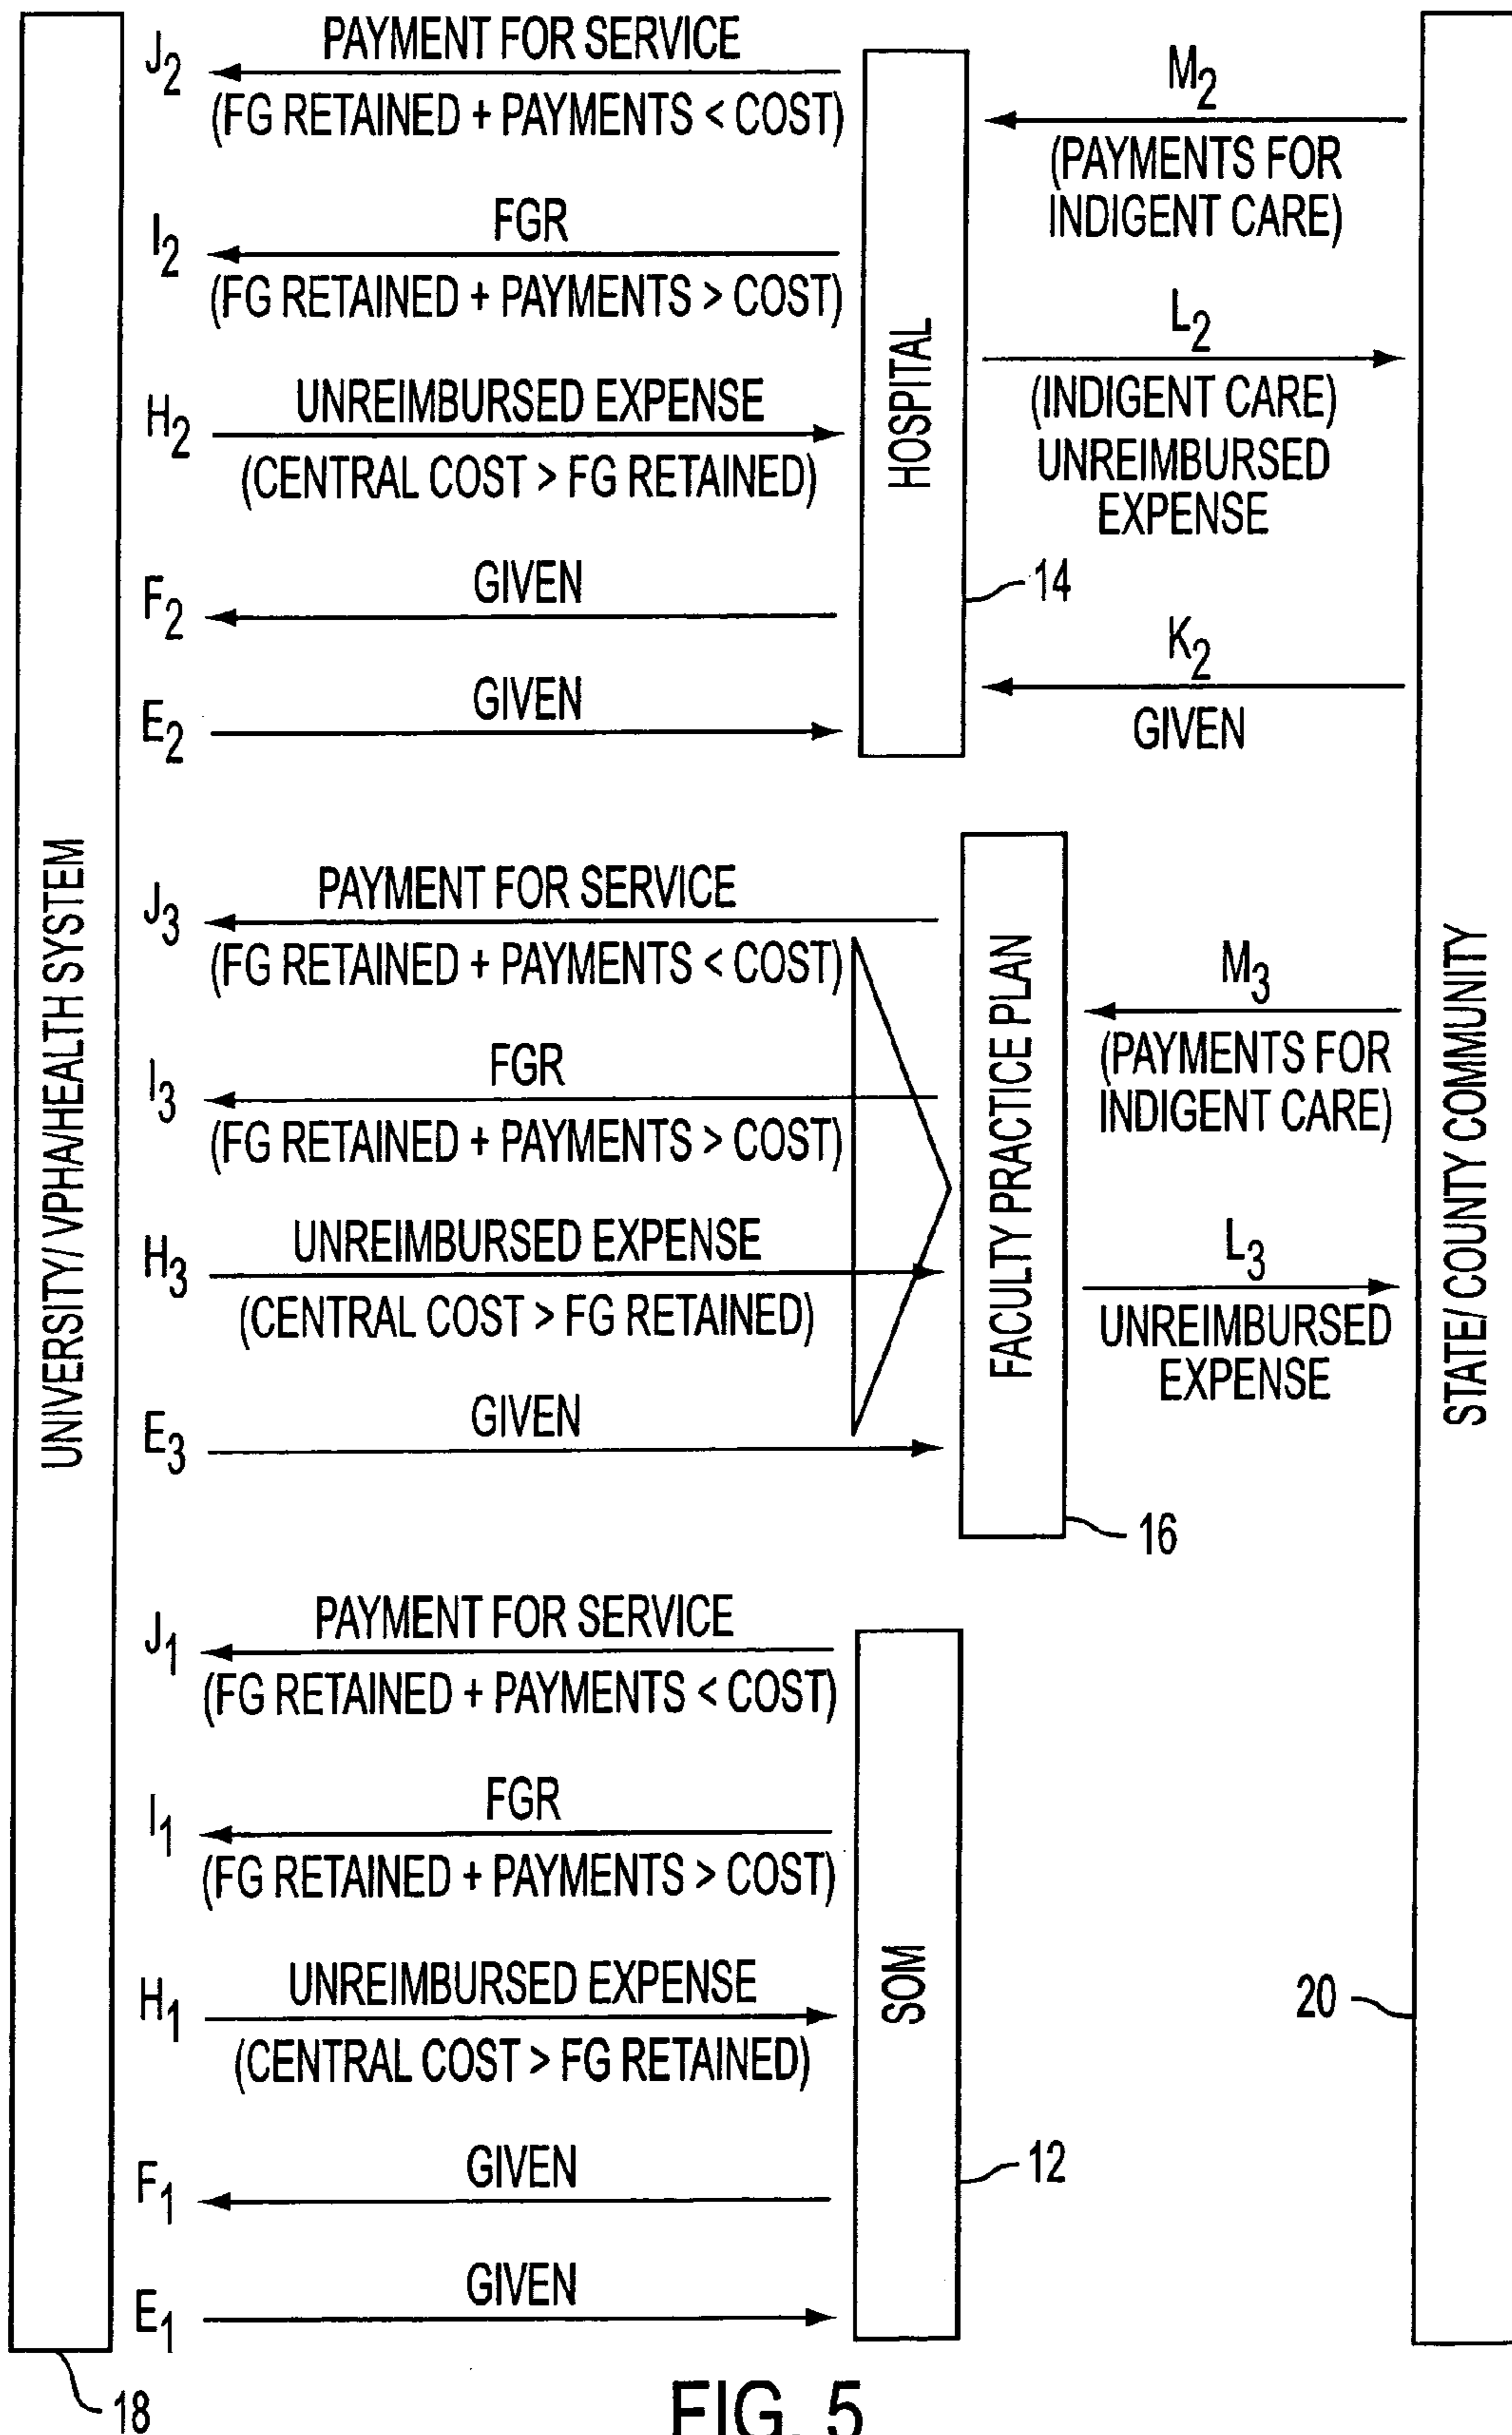 UNIVERSITY/ VPHA/HEALTH SYSTEM
18
J2
PAYMENT FOR SERVICE
(FG RETAINED + PAYMENTS < COST)
I2
FGR
(FG RETAINED + PAYMENTS > COST)
H2
UNREIMBURSED EXPENSE
(CENTRAL COST > FG RETAINED)
F2
GIVEN
E2
GIVEN
HOSPITAL
14
M2
(PAYMENTS FOR
INDIGENT CARE)
L2
(INDIGENT CARE)
UNREIMBURSED
EXPENSE
K2
GIVEN
J3
PAYMENT FOR SERVICE
(FG RETAINED + PAYMENTS < COST)
I3
FGR
(FG RETAINED + PAYMENTS > COST)
H3
UNREIMBURSED EXPENSE
(CENTRAL COST > FG RETAINED)
E3
GIVEN
FACULTY PRACTICE PLAN
16
M3
(PAYMENTS FOR
INDIGENT CARE)
L3
UNREIMBURSED
EXPENSE
J1
PAYMENT FOR SERVICE
(FG RETAINED + PAYMENTS < COST)
I1
FGR
(FG RETAINED + PAYMENTS > COST)
H1
UNREIMBURSED EXPENSE
(CENTRAL COST > FG RETAINED)
F1
GIVEN
E1
GIVEN
SOM
12
STATE/ COUNTY COMMUNITY
20
FIG. 5